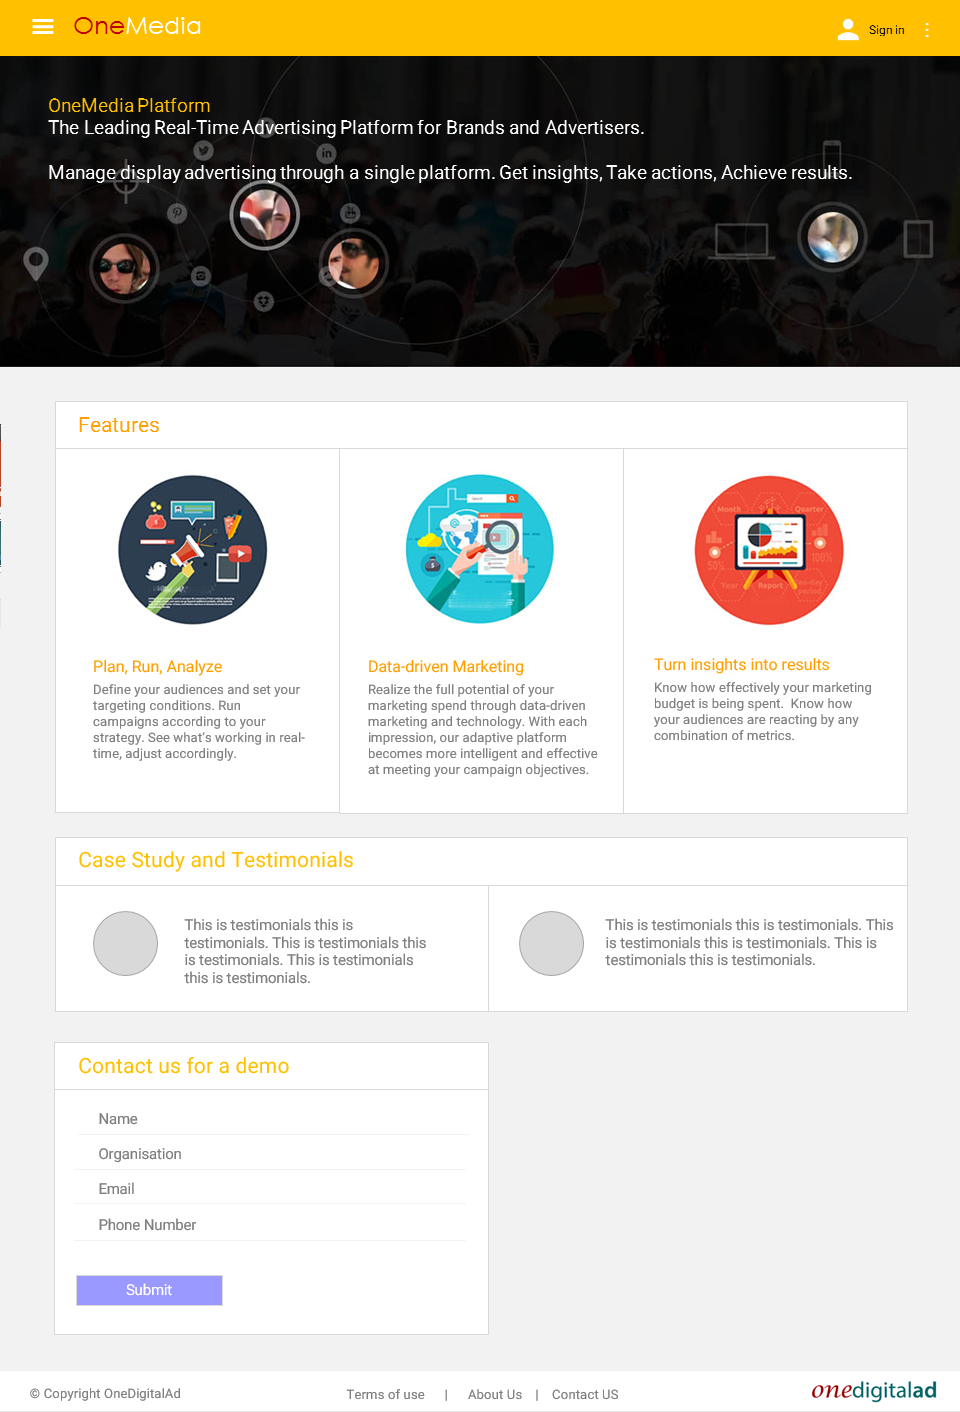 OneMedia
Sign in
OneMedia Platform
The Leading Real-Time Advertising Platform for Brands and Advertisers.
Manage display advertising through a single platform. Get insights, Take actions, Achieve results.
Features
Search
Month
Quarter
50%
100%
Year
Report
Plan, Run, Analyze
Define your audiences and set your
targeting conditions. Run
campaigns according to your
strategy. See what's working in real-
time, adjust accordingly.
Data-driven Marketing
Realize the full potential of your
marketing spend through data-driven
marketing and technology. With each
impression, our adaptive platform
becomes more intelligent and effective
at meeting your campaign objectives.
Turn insights into results
Know how effectively your marketing
budget is being spent.  Know how
your audiences are reacting by any
combination of metrics.
Case Study and Testimonials
This is testimonials this is
testimonials. This is testimonials this
is testimonials. This is testimonials
this is testimonials.
This is testimonials this is testimonials. This
is testimonials this is testimonials. This is
testimonials this is testimonials.
Contact us for a demo
Name
Organisation
Email
Phone Number
Submit
© Copyright OneDigitalAd
Terms of use | About Us | Contact US
onedigitalad